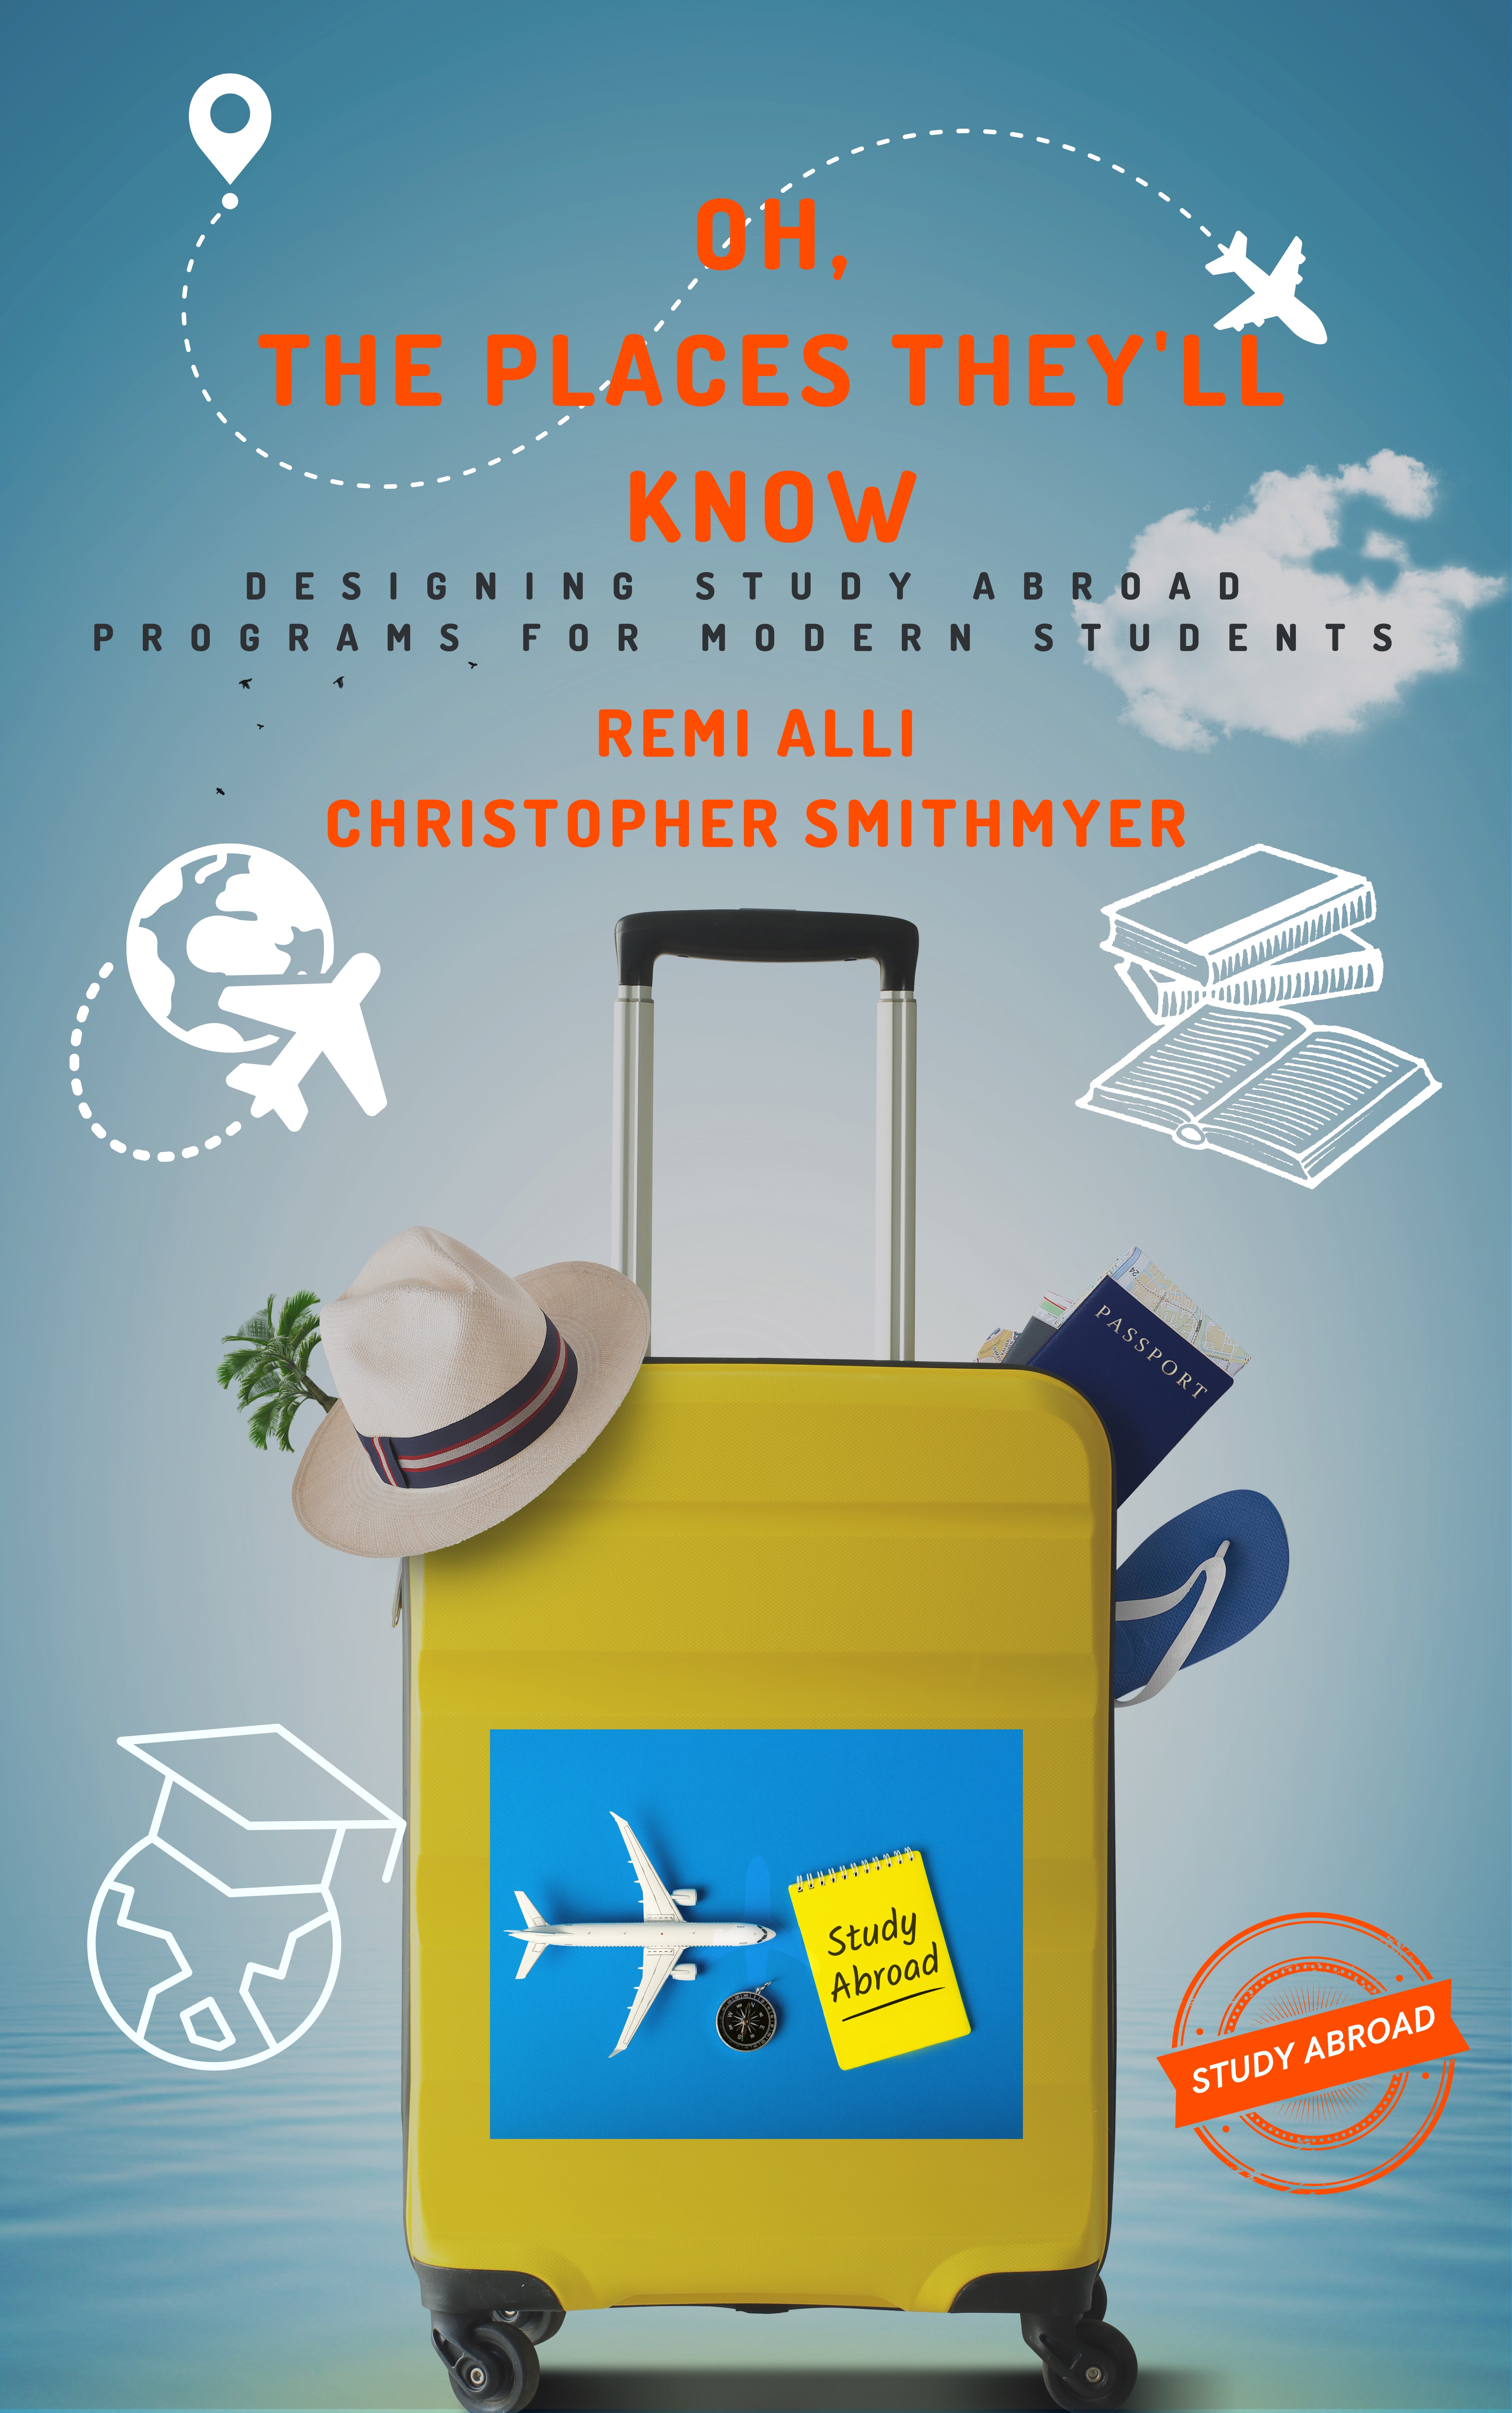 OH,
THE PLACES THEY'LL
KNOW
DESIGNING STUDY ABROAD
PROGRAMS FOR MODERN STUDENTS
REMI ALLI
CHRISTOPHER SMITHMYER
PASSPORT
Study
Abroad
STUDY ABROAD